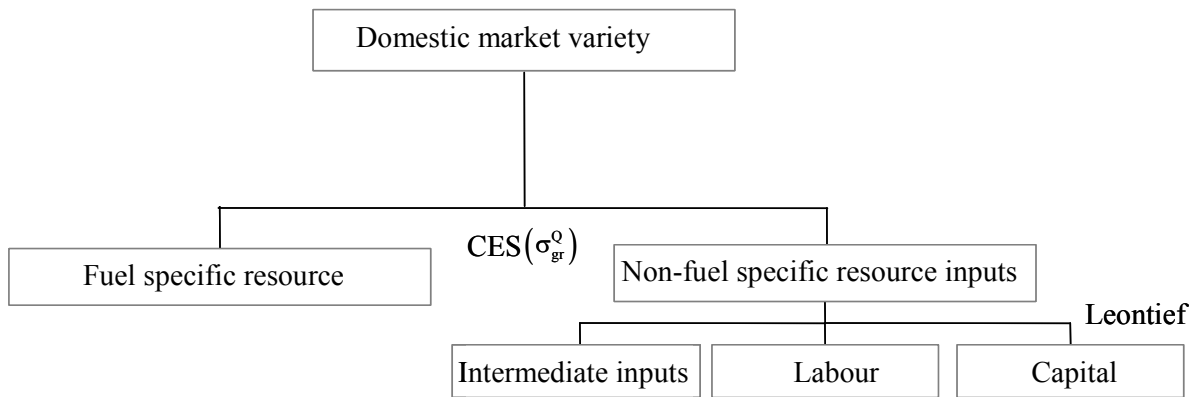 Domestic market variety
CES(σ^Q_gr)
Fuel specific resource
Non-fuel specific resource inputs
Leontief
Intermediate inputs
Labour
Capital